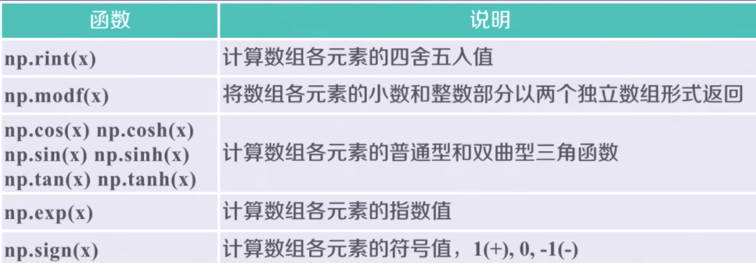 函数 说明
np.rint(x) 计算数组各元素的四舍五入值
np.modf(x) 将数组各元素的小数和整数部分以两个独立数组形式返回
np.cos(x) np.cosh(x)
np.sin(x) np.sinh(x) 计算数组各元素的普通型和双曲型三角函数
np.tan(x) np.tanh(x)
np.exp(x) 计算数组各元素的指数值
np.sign(x) 计算数组各元素的符号值，1(+), 0, -1(-)